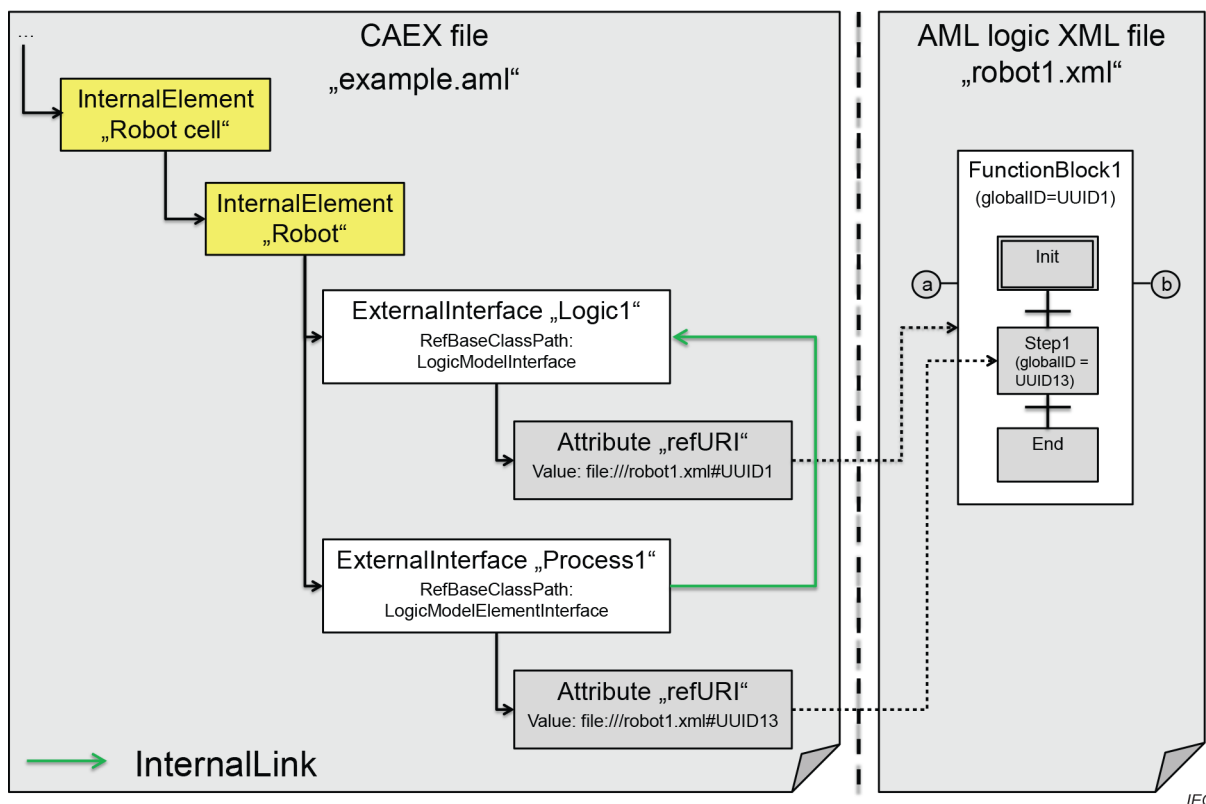 ...
CAEX file
„example.aml“
InternalElement
„Robot cell“
InternalElement
„Robot“
ExternalInterface „Logic1“
RefBaseClassPath:
LogicModelInterface
Attribute „refURI“
Value: file:///robot1.xml#UUID1
ExternalInterface „Process1“
RefBaseClassPath:
LogicModelElementInterface
Attribute „refURI“
Value: file:///robot1.xml#UUID13
InternalLink
AML logic XML file
„robot1.xml“
FunctionBlock1
(globalID=UUID1)
Init
a
b
Step1
(globalID =
UUID13)
End
IEC